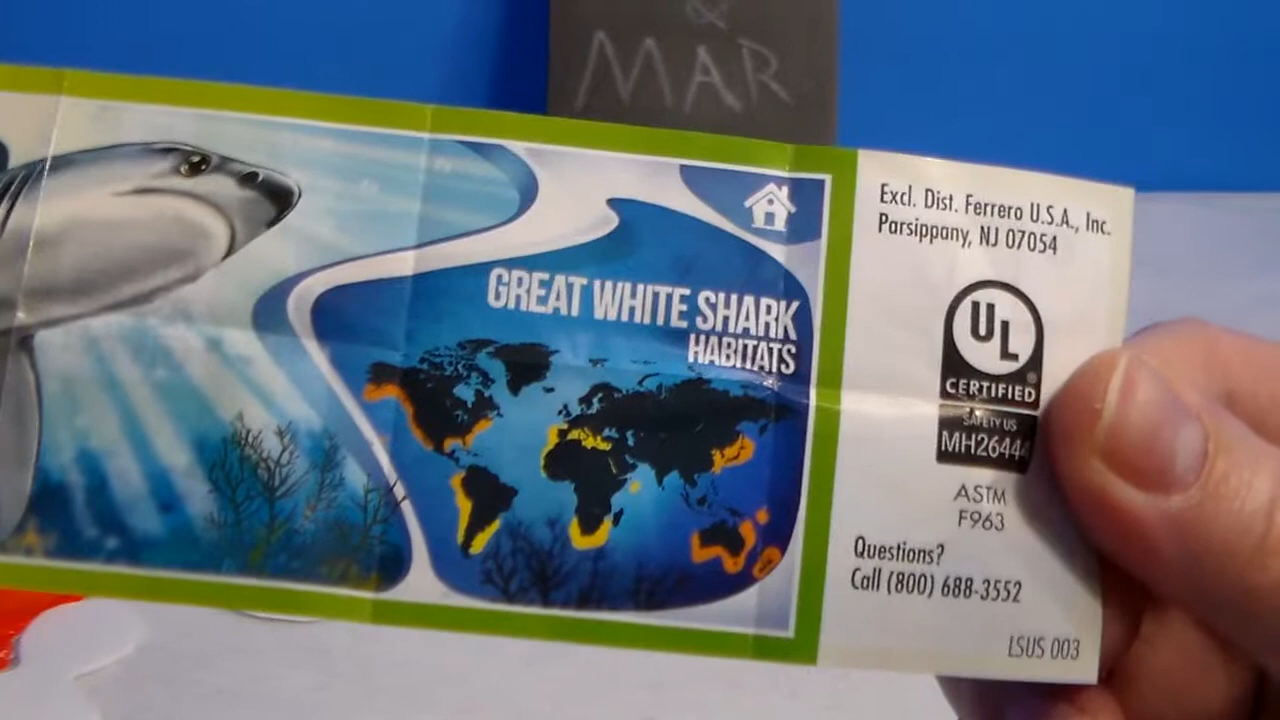 &
MAR
GREAT WHITE SHARK
HABITATS
Excl. Dist. Ferrero U.S.A., Inc.
Parsippany, NJ 07054
UL
®
CERTIFIED
SAFETY US
MH26444
ASTM
F963
Questions?
Call (800) 688-3552
LSUS 003